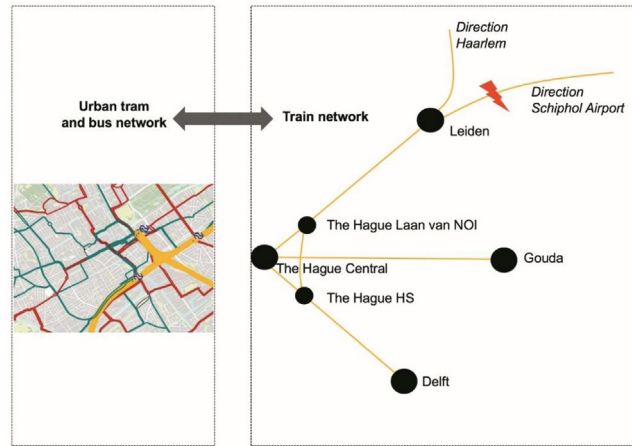 Urban tram
and bus network
Train network
Direction
Haarlem
Direction
Schiphol Airport
Leiden
The Hague Laan van NOI
The Hague Central
Gouda
The Hague HS
Delft